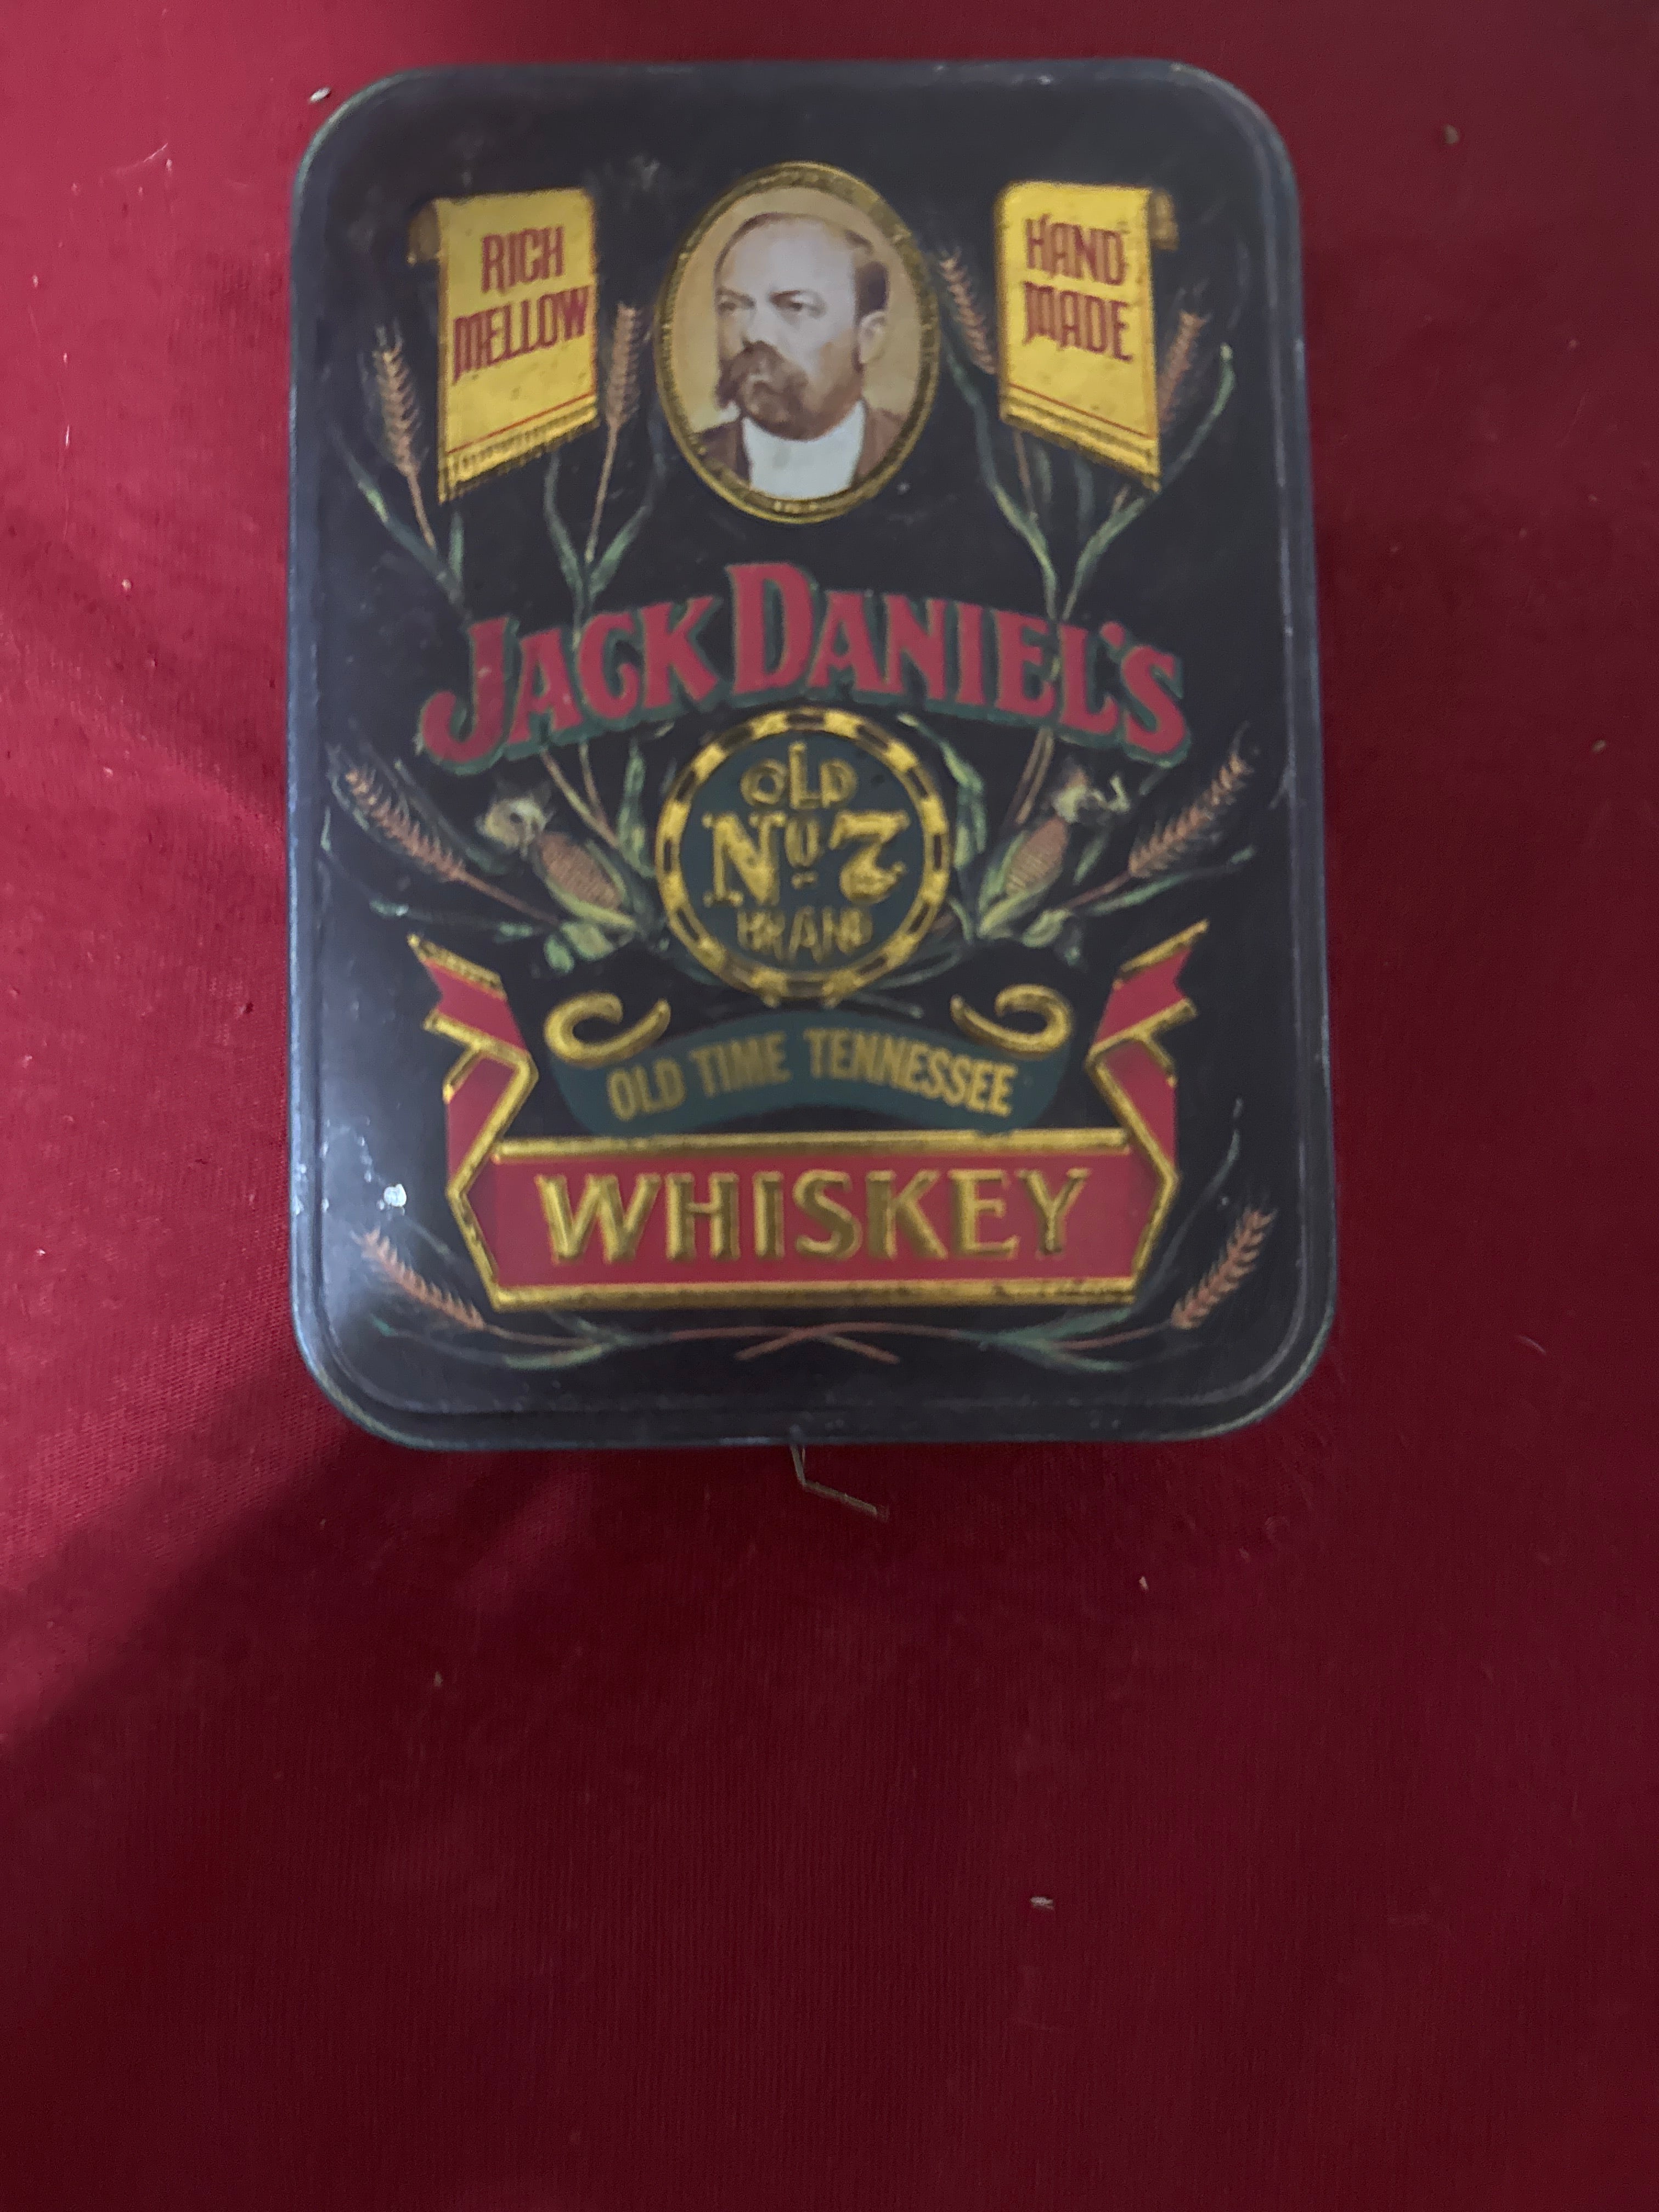 RICH
MELLOW
HAND
MADE
JACK DANIEL'S
OLD
No 7
BRAND
OLD TIME TENNESSEE
WHISKEY